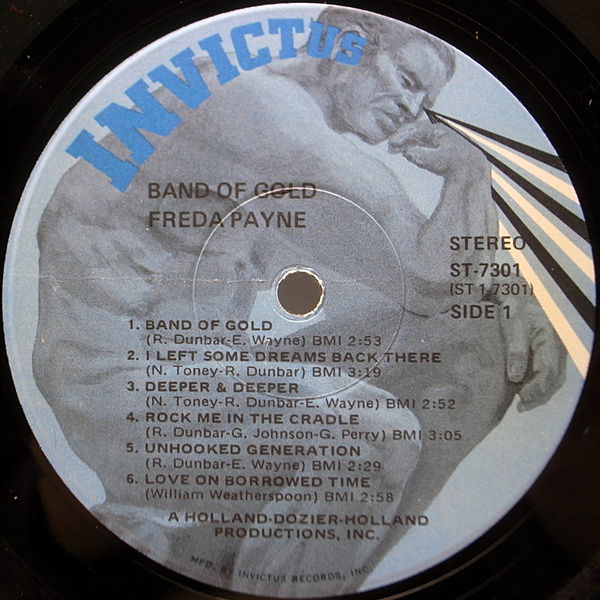 INVICTUS
BAND OF GOLD
FREDA PAYNE
STEREO
ST-7301
(ST 1-7301)
SIDE 1
1. BAND OF GOLD
(R. Dunbar-E. Wayne) BMI 2:53
2. I LEFT SOME DREAMS BACK THERE
(N. Toney-R. Dunbar) BMI 3:19
3. DEEPER & DEEPER
(N. Toney-R. Dunbar-E. Wayne) BMI 2:52
4. ROCK ME IN THE CRADLE
(R. Dunbar-G. Johnson-G. Perry) BMI 3:05
5. UNHOOKED GENERATION
(R. Dunbar-E. Wayne) BMI 2:29
6. LOVE ON BORROWED TIME
(William Weatherspoon) BMI 2:58
A HOLLAND-DOZIER-HOLLAND
PRODUCTIONS, INC.
MFD. BY INVICTUS RECORDS, INC.